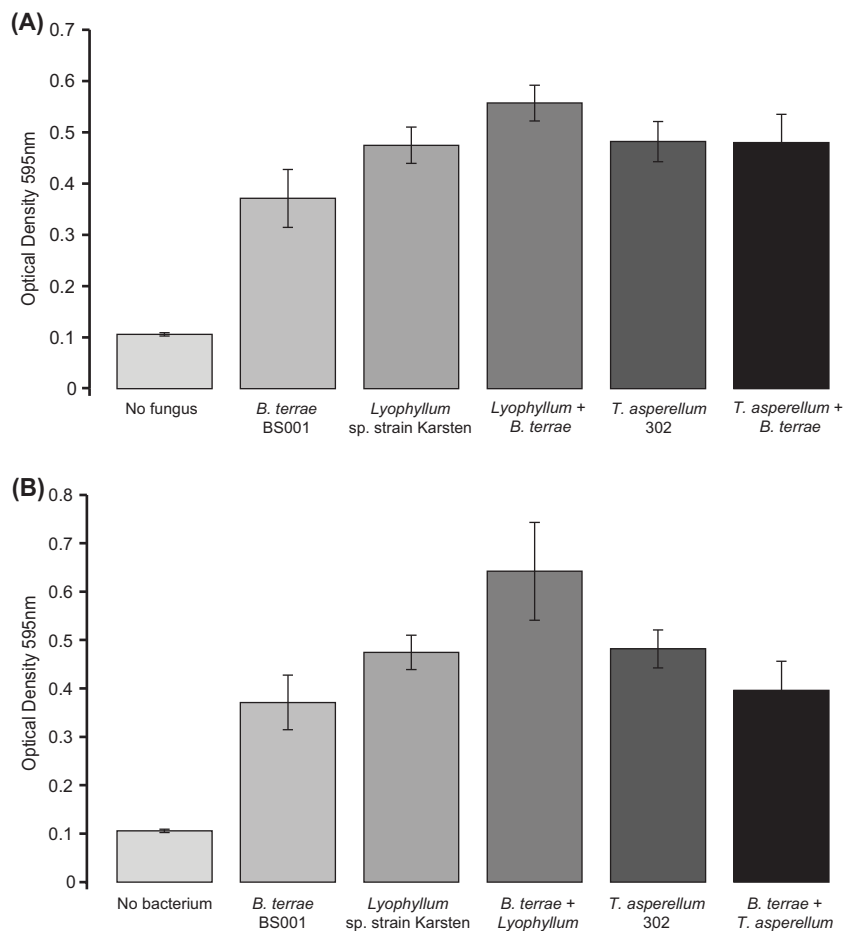 (A)
0.7
0.6
0.5
0.4
0.3
0.2
0.1
0
Optical Density 595nm
No fungus
B. terrae
BS001
Lyophyllum
sp. strain Karsten
Lyophyllum +
B. terrae
T. asperellum
302
T. asperellum +
B. terrae
(B)
0.8
0.7
0.6
0.5
0.4
0.3
0.2
0.1
0
Optical Density 595nm
No bacterium
B. terrae
BS001
Lyophyllum
sp. strain Karsten
B. terrae +
Lyophyllum
T. asperellum
302
B. terrae +
T. asperellum